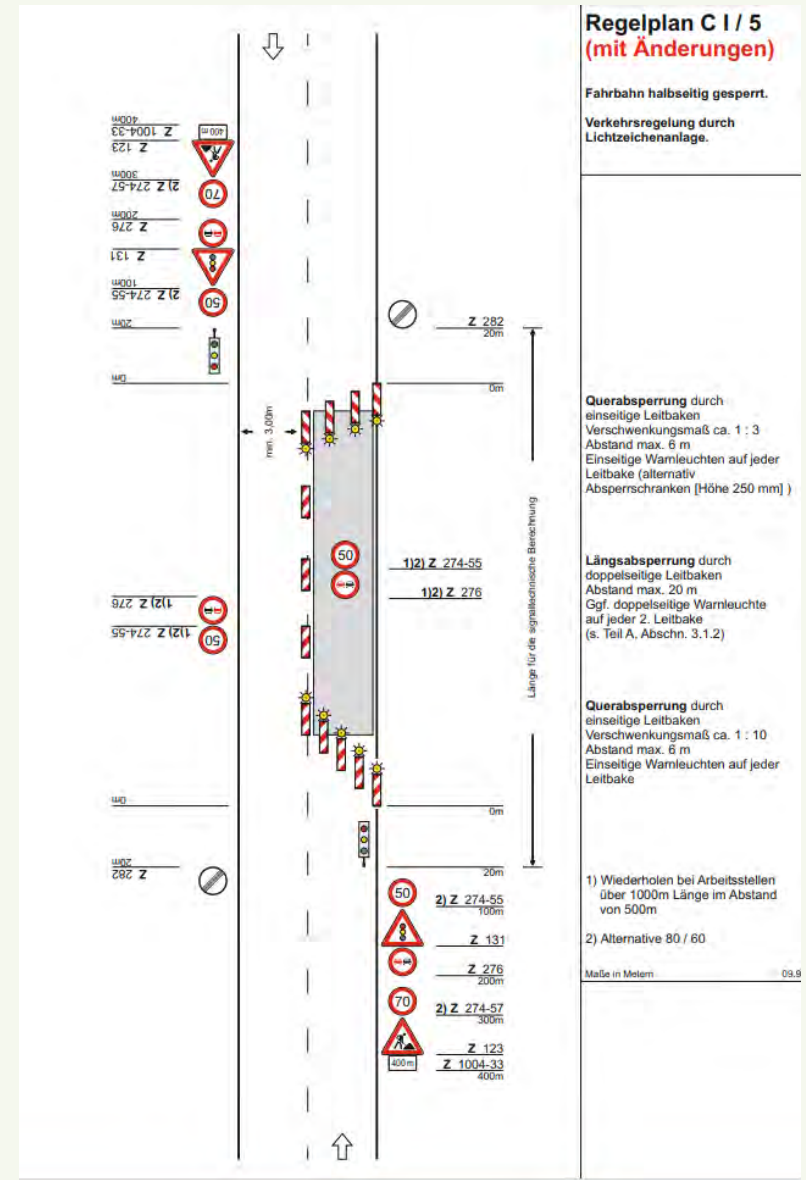 Regelplan C I / 5
(mit Änderungen)
Fahrbahn halbseitig gesperrt.
Verkehrsregelung durch
Lichtzeichenanlage.
400m
Z 1004-33
400 m
Z 123
300m
2) Z 274-57
70
200m
Z 276
Z 131
100m
2) Z 274-55
50
20m
0m
Z 282
20m
0m
min. 3,00m
50
1)2) Z 274-55
1)2) Z 276
1)2) Z 276
1)2) Z 274-55
50
Länge für die signaltechnische Berechnung
0m
0m
20m
Z 282
20m
50
2) Z 274-55
100m
Z 131
Z 276
200m
70
2) Z 274-57
300m
Z 123
400 m
Z 1004-33
400m
Querabsperrung durch
einseitige Leitbaken
Verschwenkungsmaß ca. 1 : 3
Abstand max. 6 m
Einseitige Warnleuchten auf jeder
Leitbake (alternativ
Absperrschranken [Höhe 250 mm] )
Längsabsperrung durch
doppelseitige Leitbaken
Abstand max. 20 m
Ggf. doppelseitige Warnleuchte
auf jeder 2. Leitbake
(s. Teil A, Abschn. 3.1.2)
Querabsperrung durch
einseitige Leitbaken
Verschwenkungsmaß ca. 1 : 10
Abstand max. 6 m
Einseitige Warnleuchten auf jeder
Leitbake
1) Wiederholen bei Arbeitsstellen
über 1000m Länge im Abstand
von 500m
2) Alternative 80 / 60
Maße in Metern
09.9